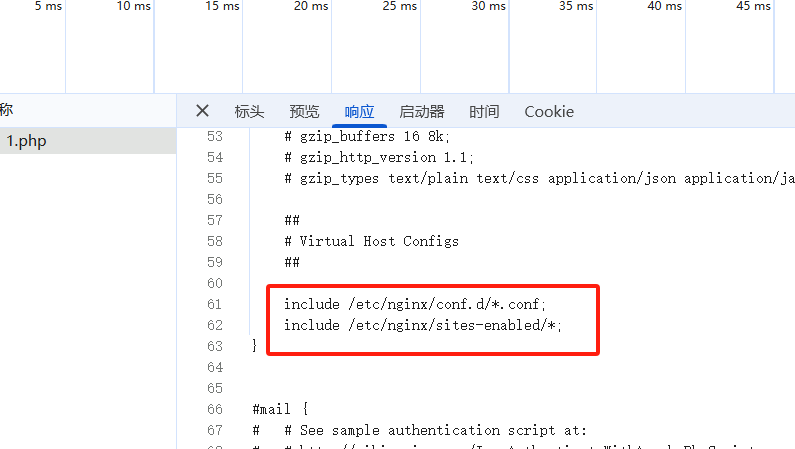 5 ms 10 ms 15 ms 20 ms 25 ms 30 ms 35 ms 40 ms 45 ms
称
标头 预览 响应 启动器 时间 Cookie
1.php
53 # gzip_buffers 16 8k;
54 # gzip_http_version 1.1;
55 # gzip_types text/plain text/css application/json application/ja
56
57 ##
58 # Virtual Host Configs
59 ##
60
61 include /etc/nginx/conf.d/*.conf;
62 include /etc/nginx/sites-enabled/*;
63 }
64
65
66 #mail {
67 # # See sample authentication script at: